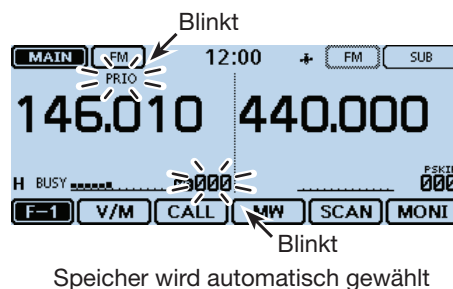 Blinkt
MAIN FM 12:00 FM SUB
PRIO
146.010 440.000
PSKIP
H BUSY 000 000
F-1 V/M CALL MW SCAN MONI
Blinkt
Speicher wird automatisch gewählt